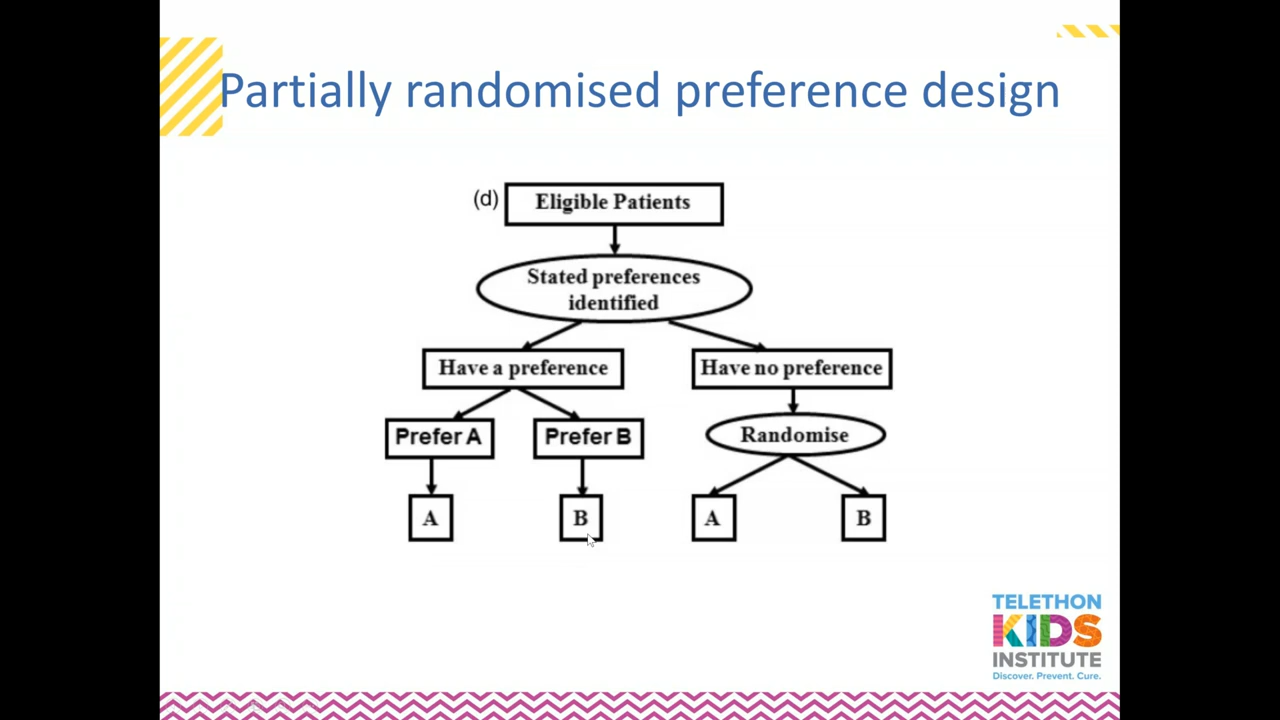 Partially randomised preference design
(d)
Eligible Patients
Stated preferences
identified
Have a preference
Have no preference
Prefer A
Prefer B
Randomise
A
B
A
B
TELETHON
KIDS
INSTITUTE
Discover. Prevent. Cure.